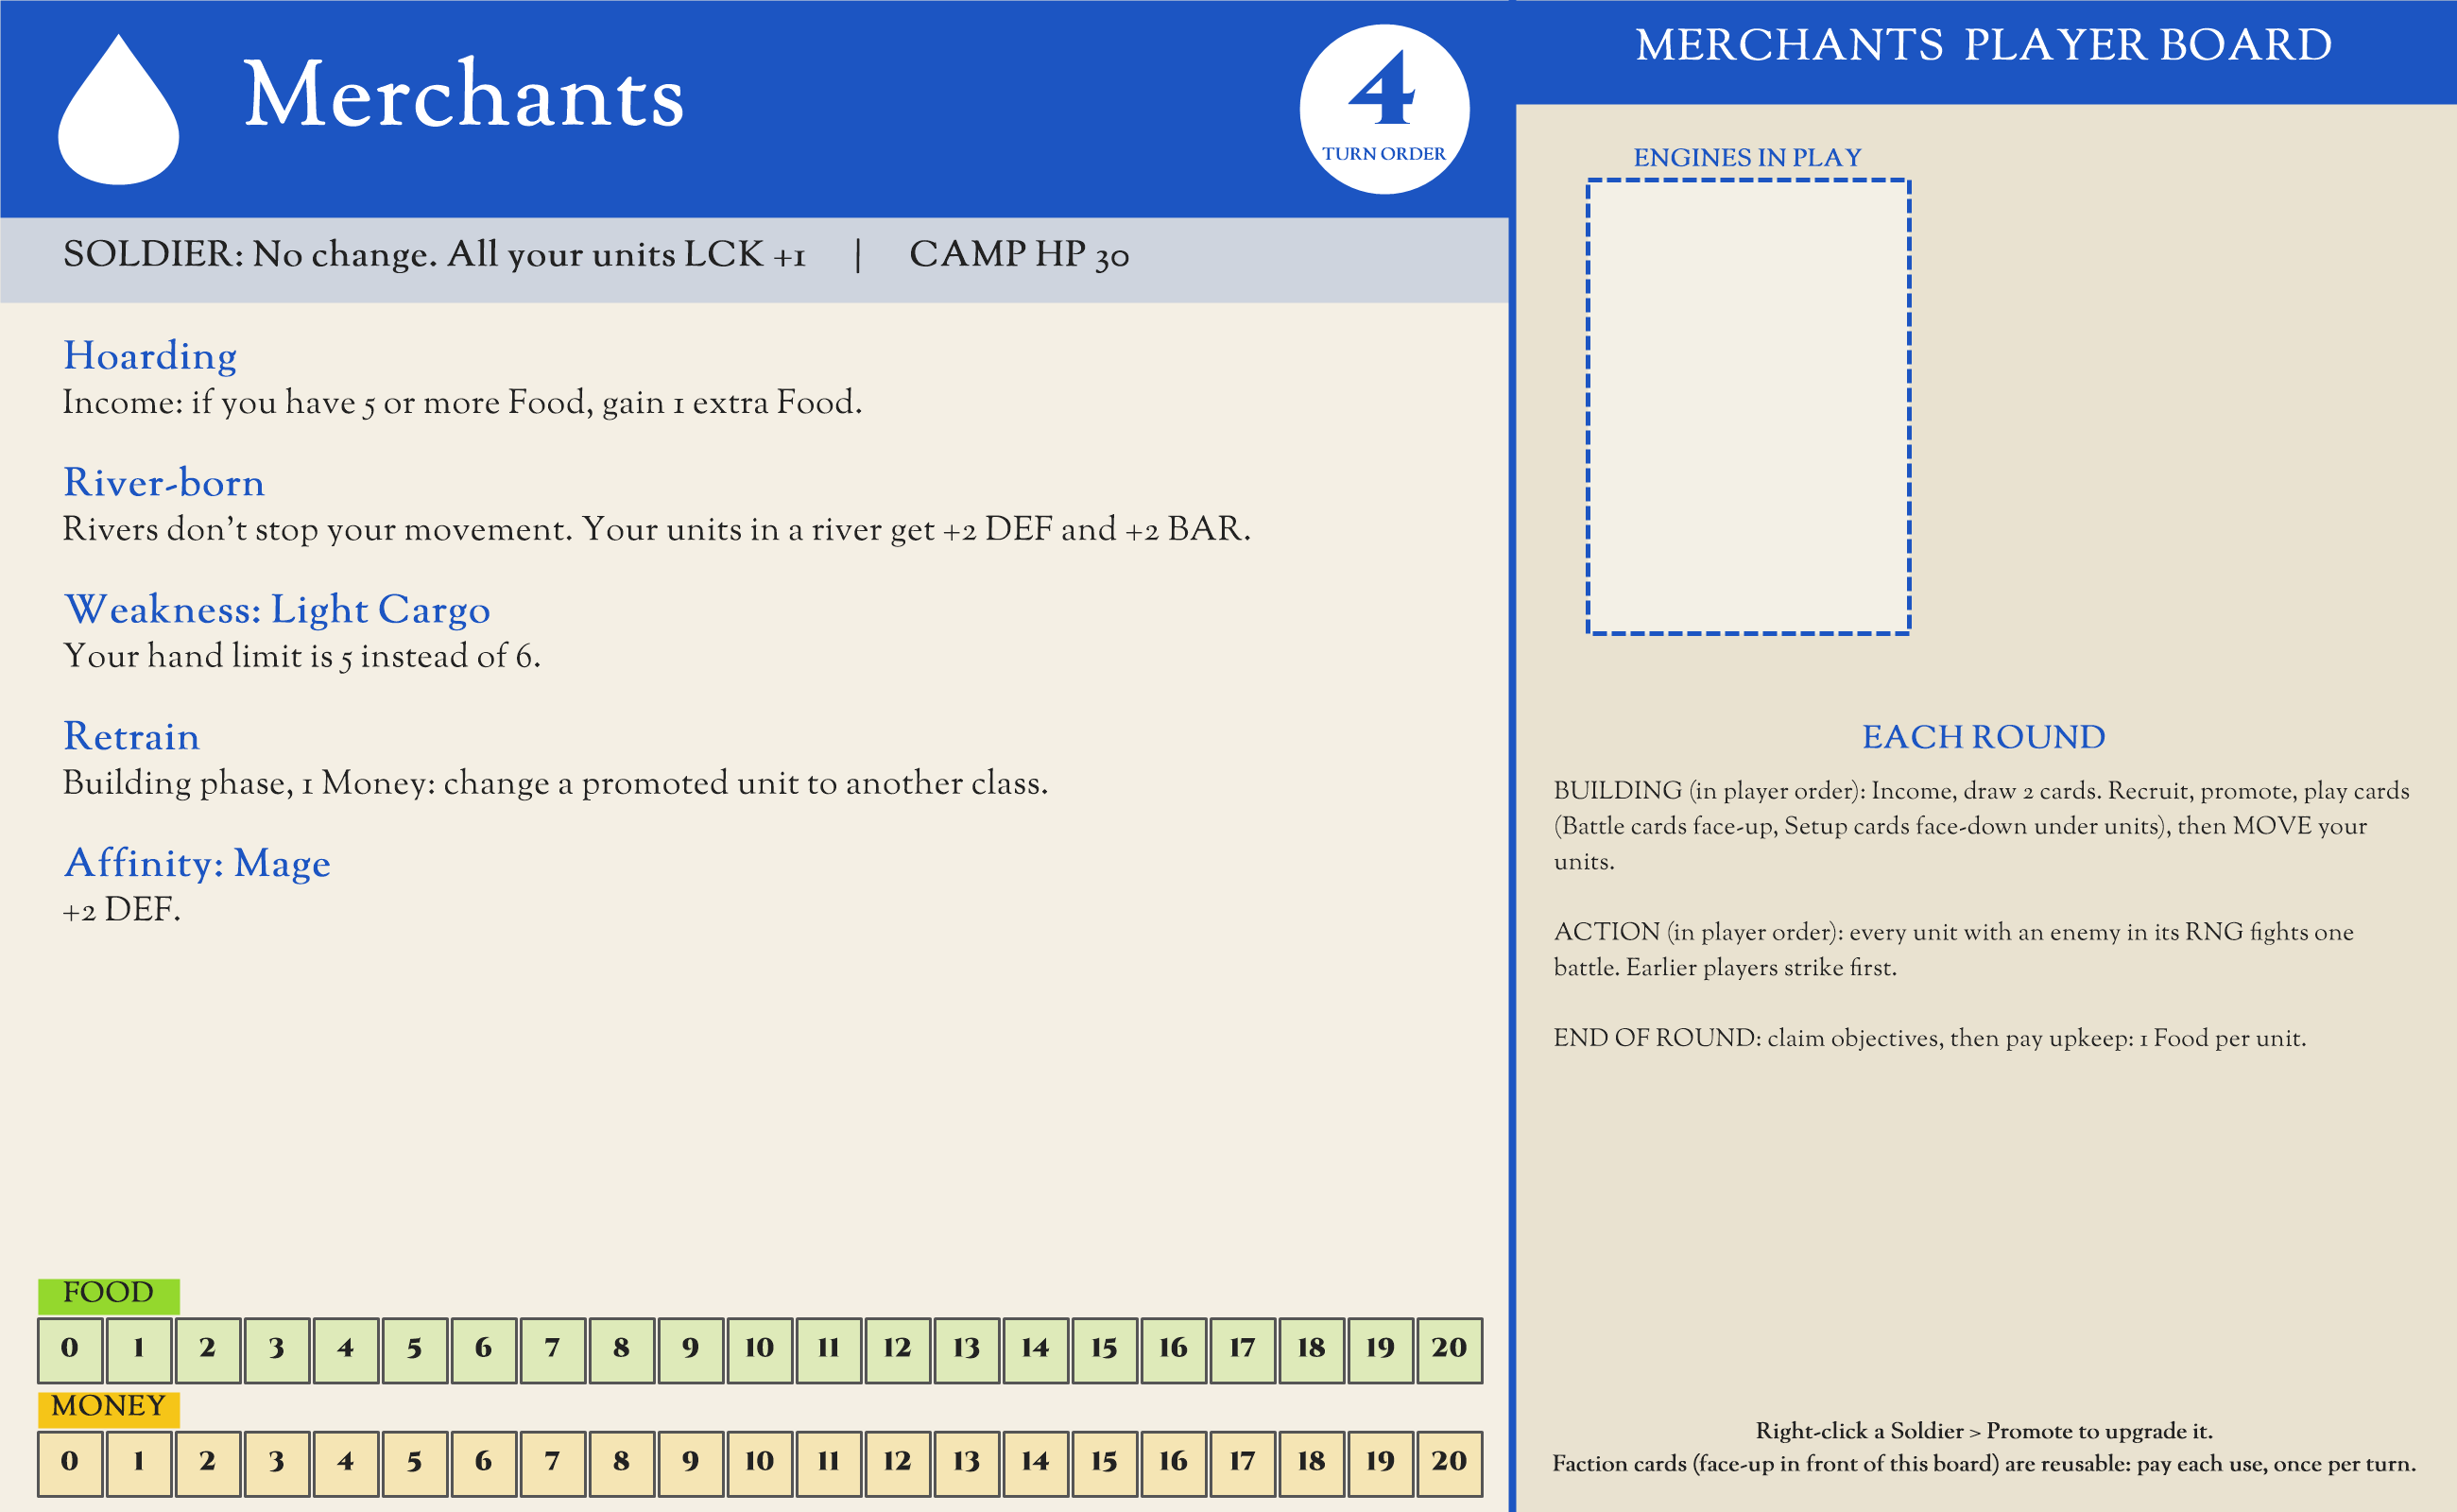 Merchants
4
TURN ORDER
SOLDIER: No change. All your units LCK +1 | CAMP HP 30
Hoarding
Income: if you have 5 or more Food, gain 1 extra Food.
River-born
Rivers don't stop your movement. Your units in a river get +2 DEF and +2 BAR.
Weakness: Light Cargo
Your hand limit is 5 instead of 6.
Retrain
Building phase, 1 Money: change a promoted unit to another class.
Affinity: Mage
+2 DEF.
FOOD
0 1 2 3 4 5 6 7 8 9 10 11 12 13 14 15 16 17 18 19 20
MONEY
0 1 2 3 4 5 6 7 8 9 10 11 12 13 14 15 16 17 18 19 20
MERCHANTS PLAYER BOARD
ENGINES IN PLAY
EACH ROUND
BUILDING (in player order): Income, draw 2 cards. Recruit, promote, play cards
(Battle cards face-up, Setup cards face-down under units), then MOVE your
units.
ACTION (in player order): every unit with an enemy in its RNG fights one
battle. Earlier players strike first.
END OF ROUND: claim objectives, then pay upkeep: 1 Food per unit.
Right-click a Soldier > Promote to upgrade it.
Faction cards (face-up in front of this board) are reusable: pay each use, once per turn.